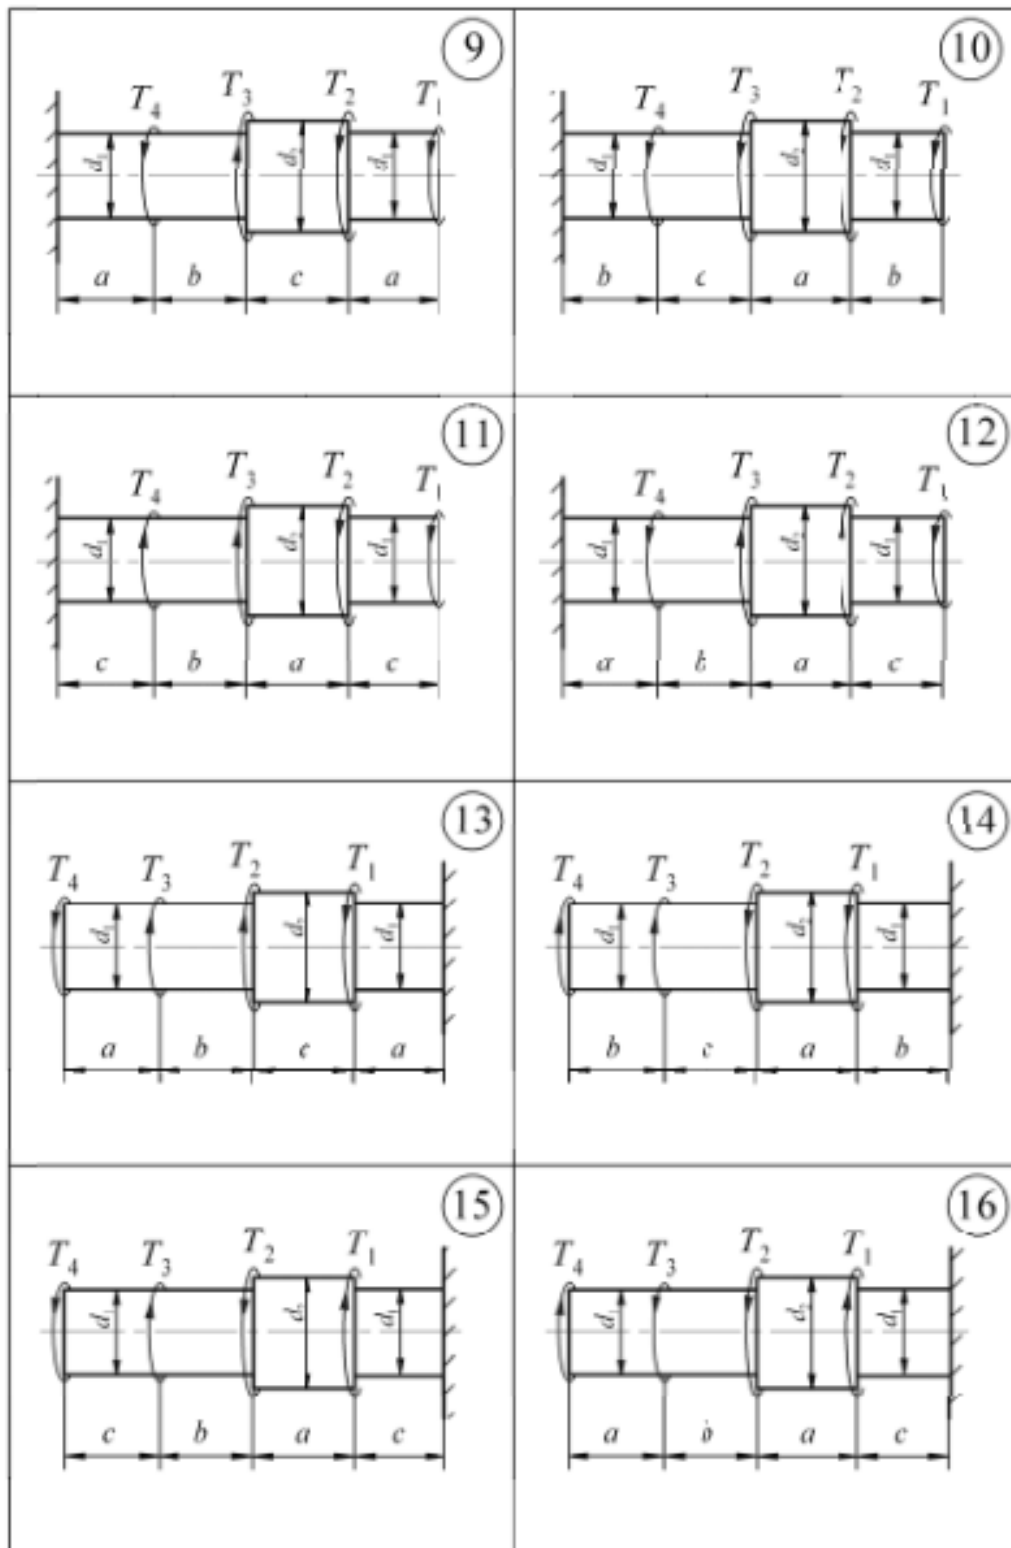 9
T₄ T₃ T₂ T₁
d₁ d₂ d₁
a b c a
10
T₄ T₃ T₂ T₁
d₁ d₂ d₁
b c a b
11
T₄ T₃ T₂ T₁
d₁ d₂ d₁
c b a c
12
T₄ T₃ T₂ T₁
d₁ d₂ d₁
a b a c
13
T₄ T₃ T₂ T₁
d₁ d₂ d₁
a b c a
14
T₄ T₃ T₂ T₁
d₁ d₂ d₁
b c a b
15
T₄ T₃ T₂ T₁
d₁ d₂ d₁
c b a c
16
T₄ T₃ T₂ T₁
d₁ d₂ d₁
a b a c